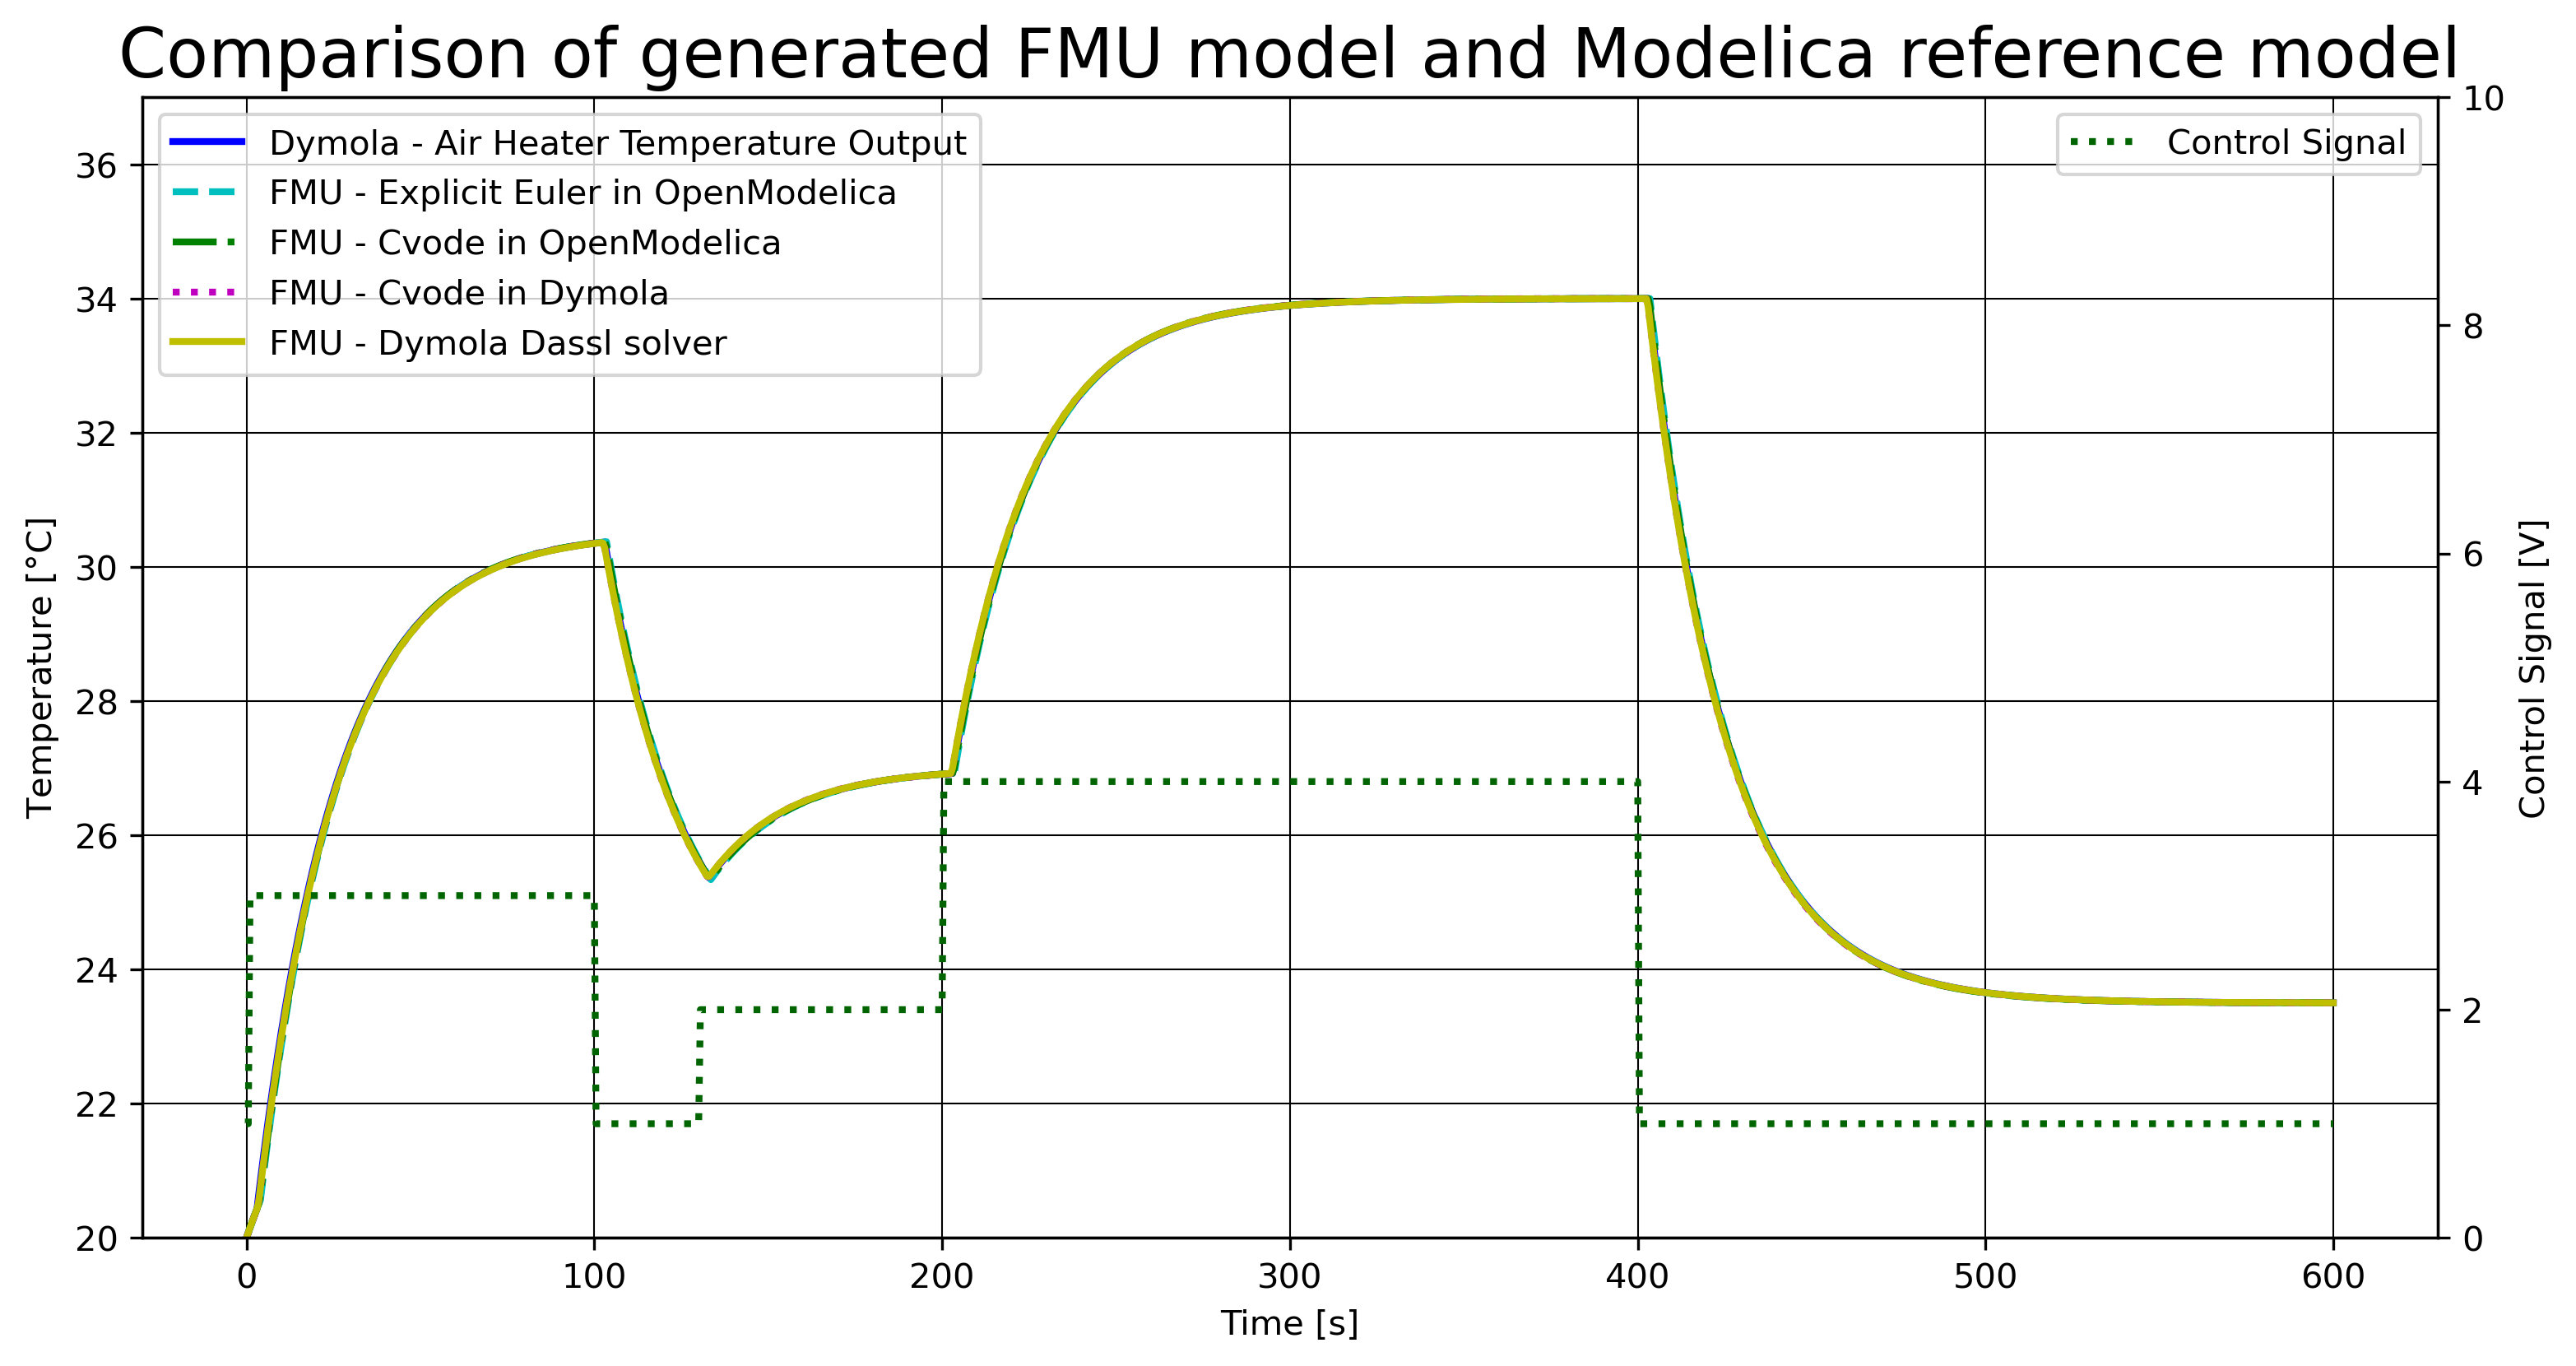 Comparison of generated FMU model and Modelica reference model
Dymola - Air Heater Temperature Output
FMU - Explicit Euler in OpenModelica
FMU - Cvode in OpenModelica
FMU - Cvode in Dymola
FMU - Dymola Dassl solver
Control Signal
Temperature [°C]
36
34
32
30
28
26
24
22
20
10
8
6
4
2
0
Control Signal [V]
0 100 200 300 400 500 600
Time [s]